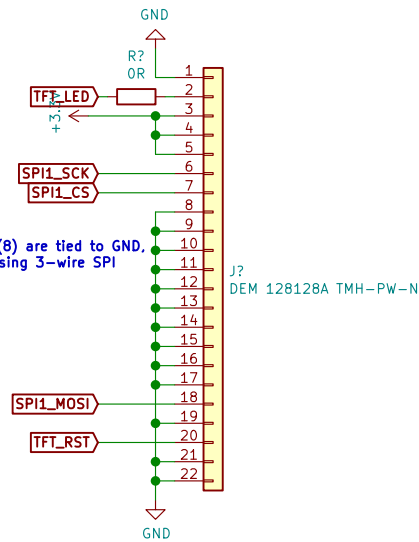 GND
R?
0R
TFT_LED
+3.3V
SPI1_SCK
SPI1_CS
(8) are tied to GND,
sing 3-wire SPI
1
2
3
4
5
6
7
8
9
10
11
12
13
14
15
16
17
18
19
20
21
22
J?
DEM 128128A TMH-PW-N
SPI1_MOSI
TFT_RST
GND